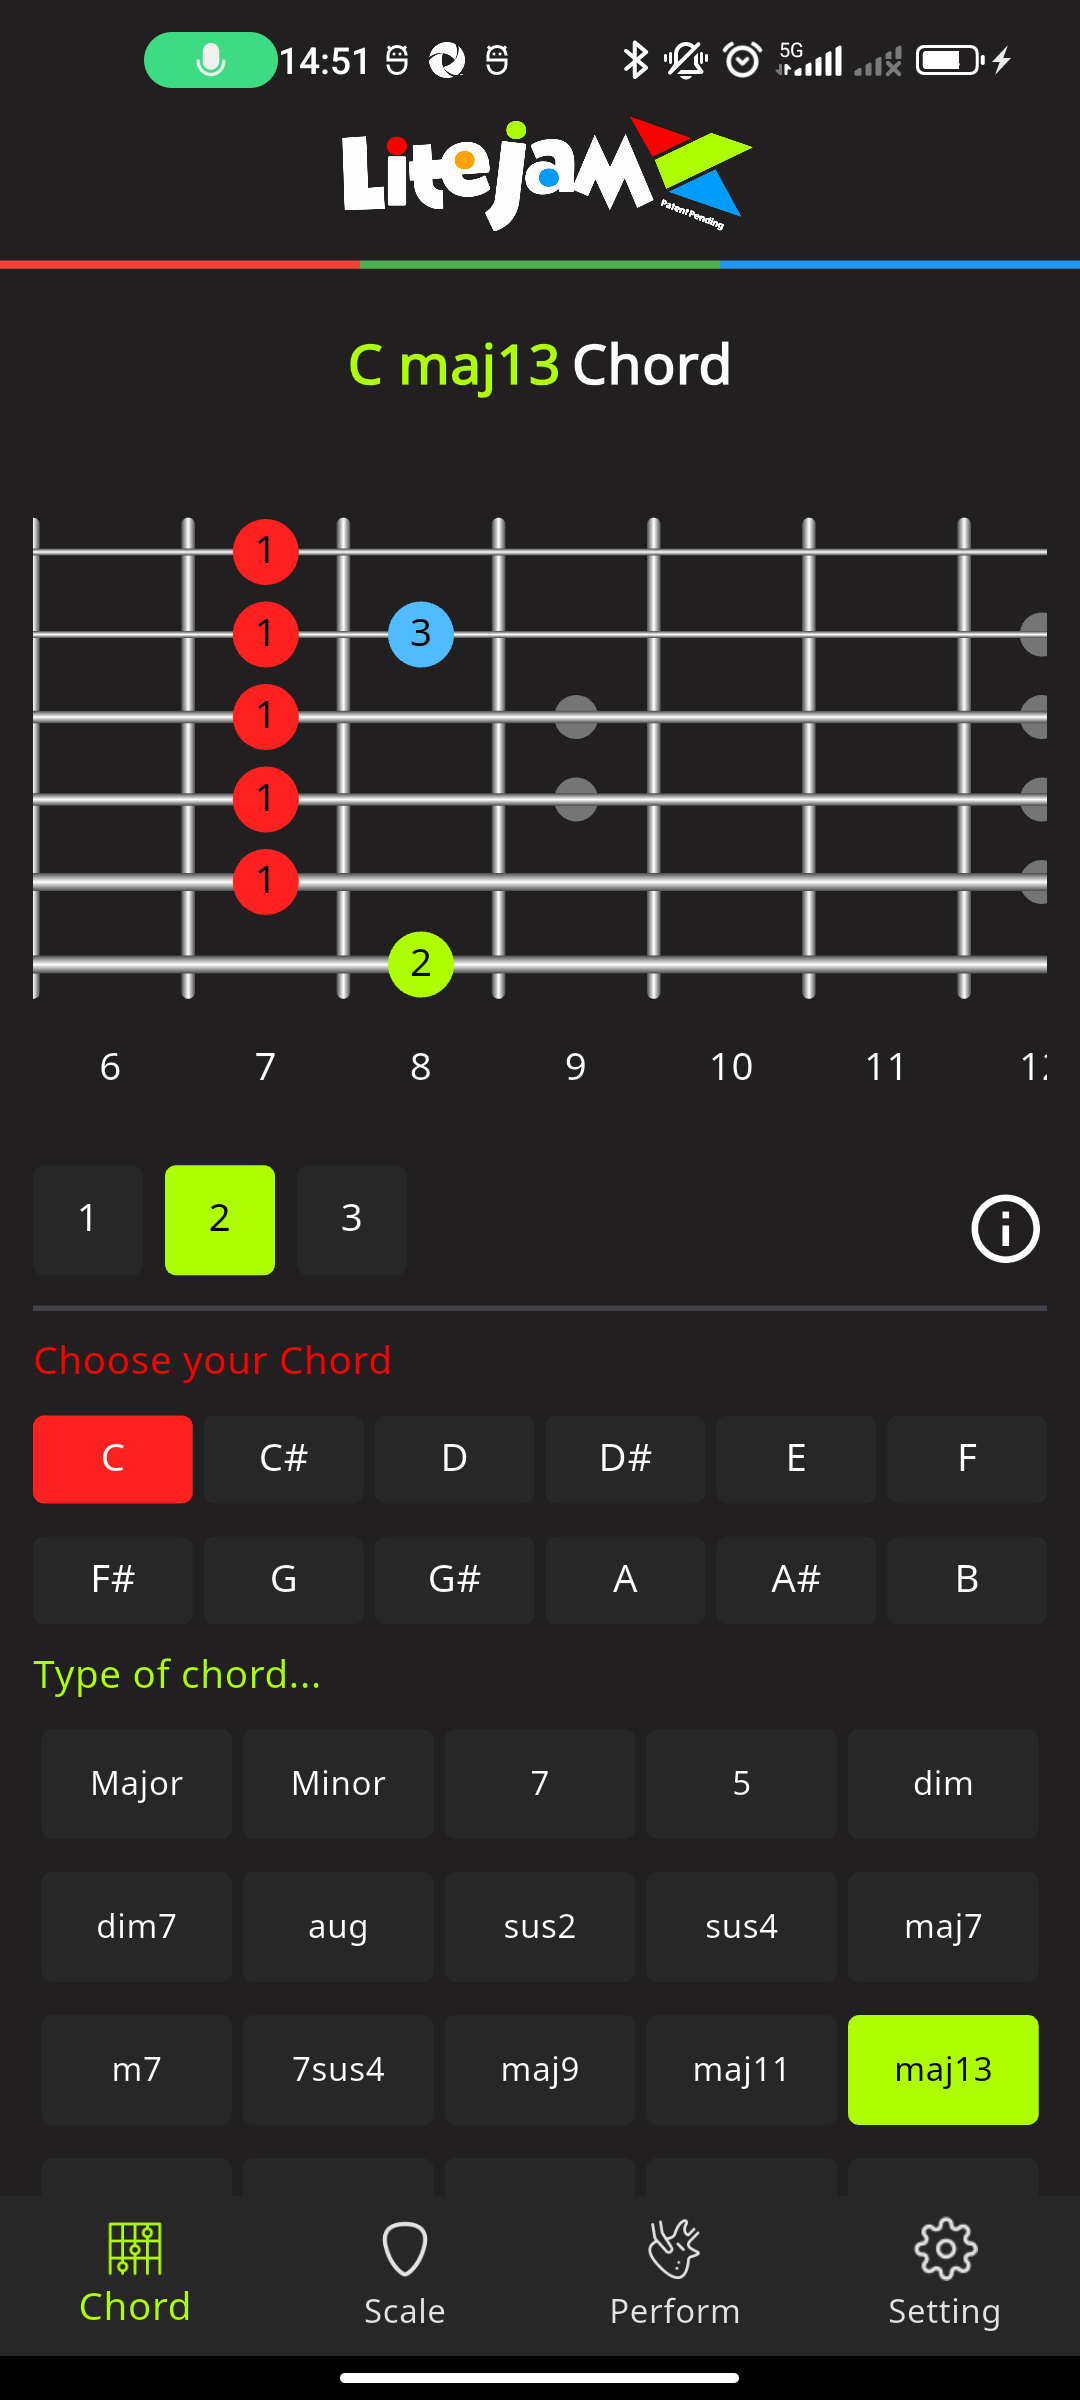 14:51
5G
Litejam
Patent Pending
C maj13 Chord
1
1 3
1
1
1
2
6 7 8 9 10 11
1 2 3
Choose your Chord
C C# D D# E F
F# G G# A A# B
Type of chord...
Major Minor 7 5 dim
dim7 aug sus2 sus4 maj7
m7 7sus4 maj9 maj11 maj13
Chord Scale Perform Setting